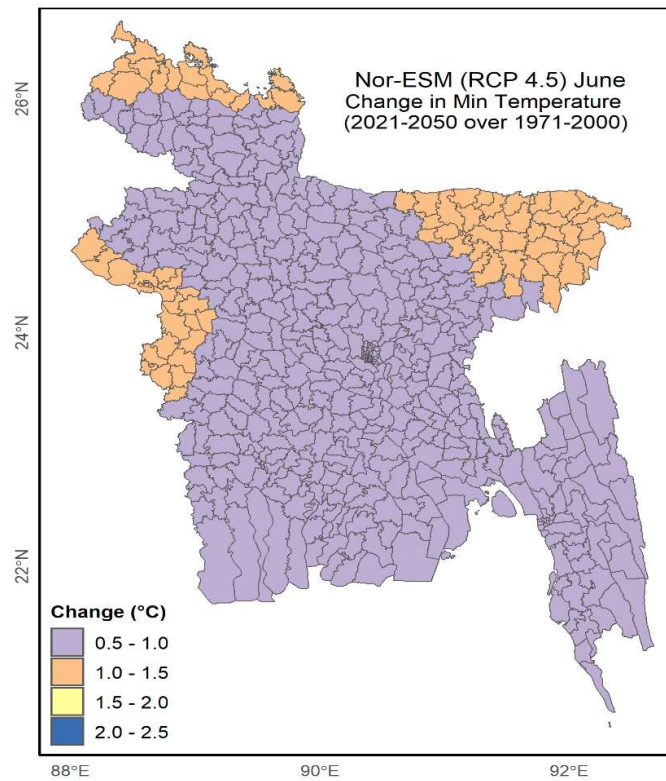 Nor-ESM (RCP 4.5) June
Change in Min Temperature
(2021-2050 over 1971-2000)
26°N
24°N
22°N
Change (°C)
0.5 - 1.0
1.0 - 1.5
1.5 - 2.0
2.0 - 2.5
88°E
90°E
92°E